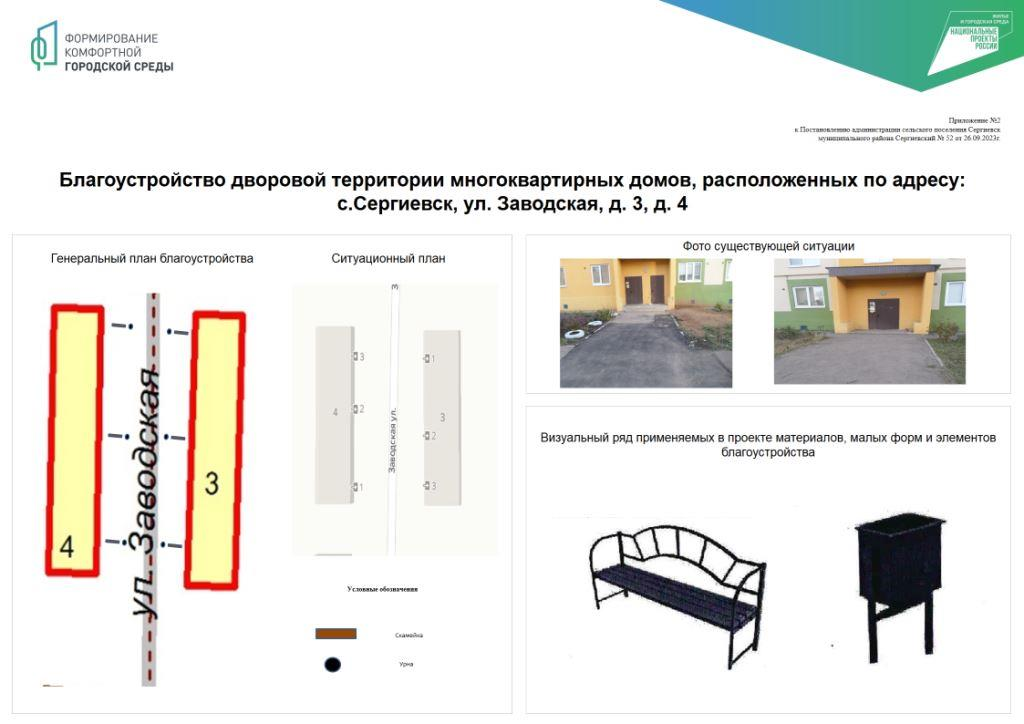 ФОРМИРОВАНИЕ
КОМФОРТНОЙ
ГОРОДСКОЙ СРЕДЫ
ЖИЛЬЕ
И ГОРОДСКАЯ СРЕДА
НАЦИОНАЛЬНЫЕ
ПРОЕКТЫ
РОССИИ
Приложение №2
к Постановлению администрации сельского поселения Сергиевск
муниципального района Сергиевский № 52 от 26.09.2023г.
Благоустройство дворовой территории многоквартирных домов, расположенных по адресу:
с.Сергиевск, ул. Заводская, д. 3, д. 4
Генеральный план благоустройства
ул. Заводская
4
3
Ситуационный план
З
3
1
4
2
3
2
1
3
Заводская ул.
Условные обозначения
Скамейка
Урна
Фото существующей ситуации
Визуальный ряд применяемых в проекте материалов, малых форм и элементов
благоустройства